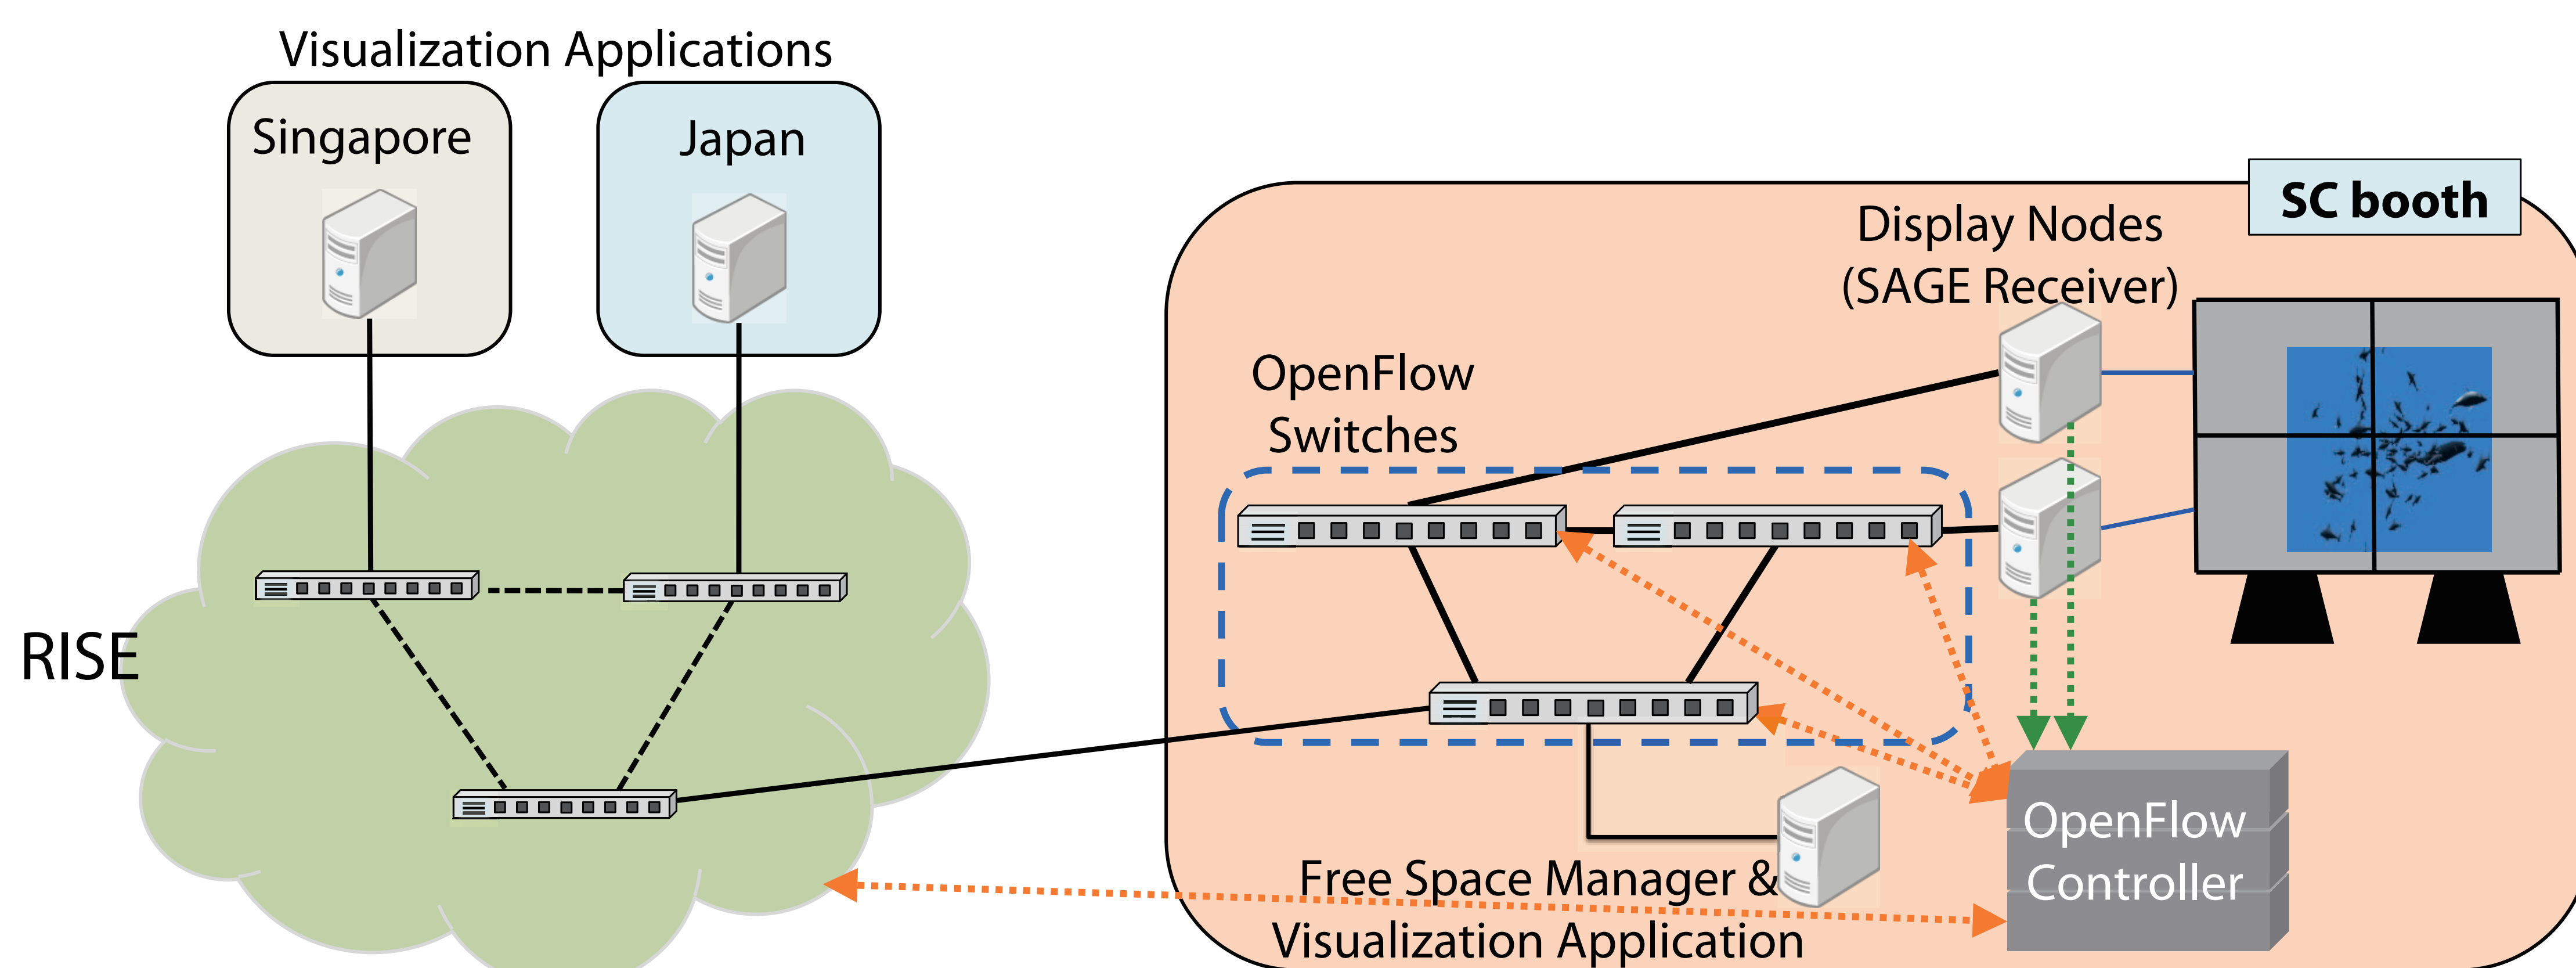 Visualization Applications
Singapore
Japan
SC booth
Display Nodes
(SAGE Receiver)
OpenFlow
Switches
RISE
OpenFlow
Controller
Free Space Manager &
Visualization Application